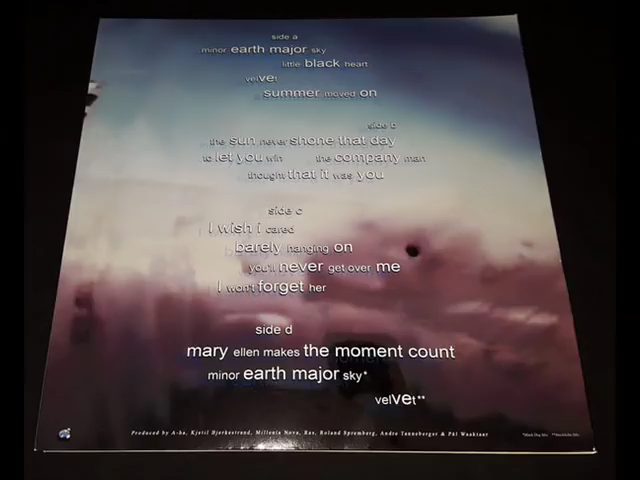 side a
minor earth major sky
little black heart
velvet
summer moved on
side b
the sun never shone that day
to let you win the company man
thought that it was you
side c
I wish i cared
barely hanging on
you'll never get over me
I won't forget her
side d
mary ellen makes the moment count
minor earth major sky*
velvet**
Produced by A-ha, Kjetil Bjerkestrand, Millenia Nova, Boe, Roland Spremberg, Andre Tanneberger & Pål Waaktaar